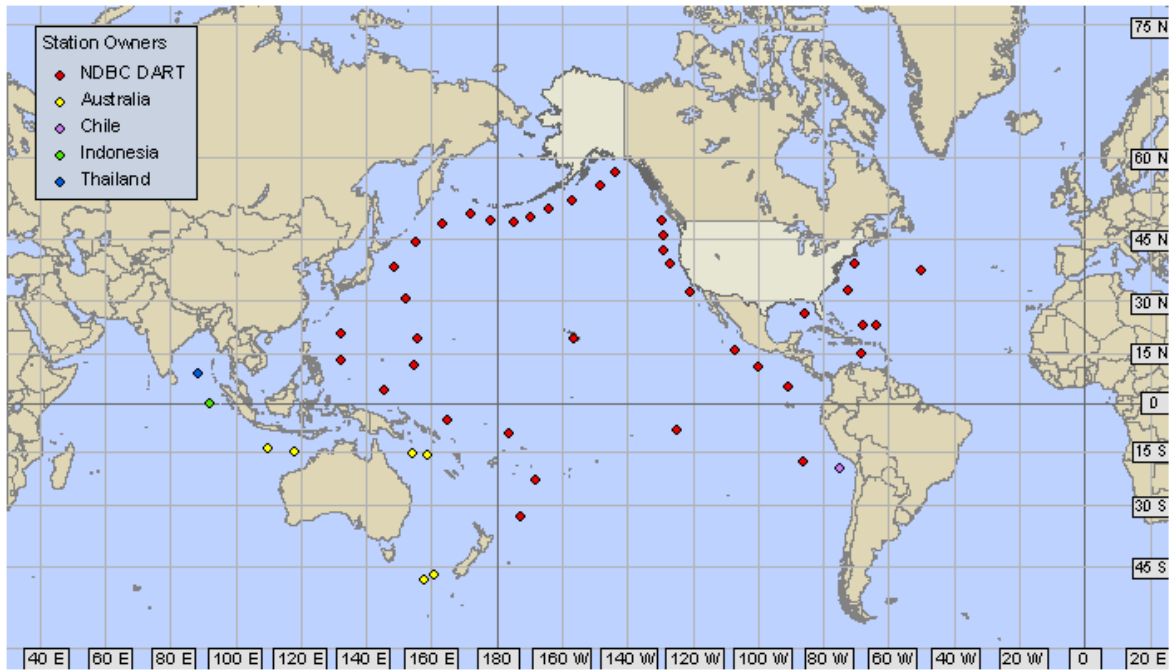 Station Owners
NDBC DART
Australia
Chile
Indonesia
Thailand
75 N
60 N
45 N
30 N
15 N
0
15 S
30 S
45 S
40 E 60 E 80 E 100 E 120 E 140 E 160 E 180 160 W 140 W 120 W 100 W 80 W 60 W 40 W 20 W 0 20 E